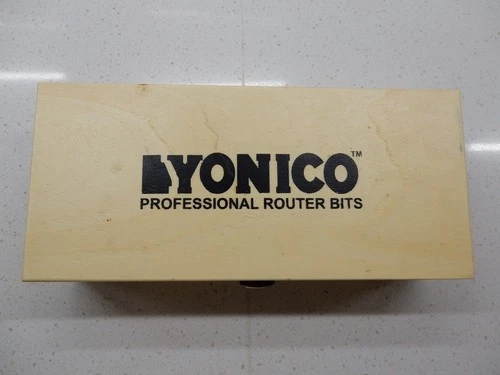 YONICO™
PROFESSIONAL ROUTER BITS